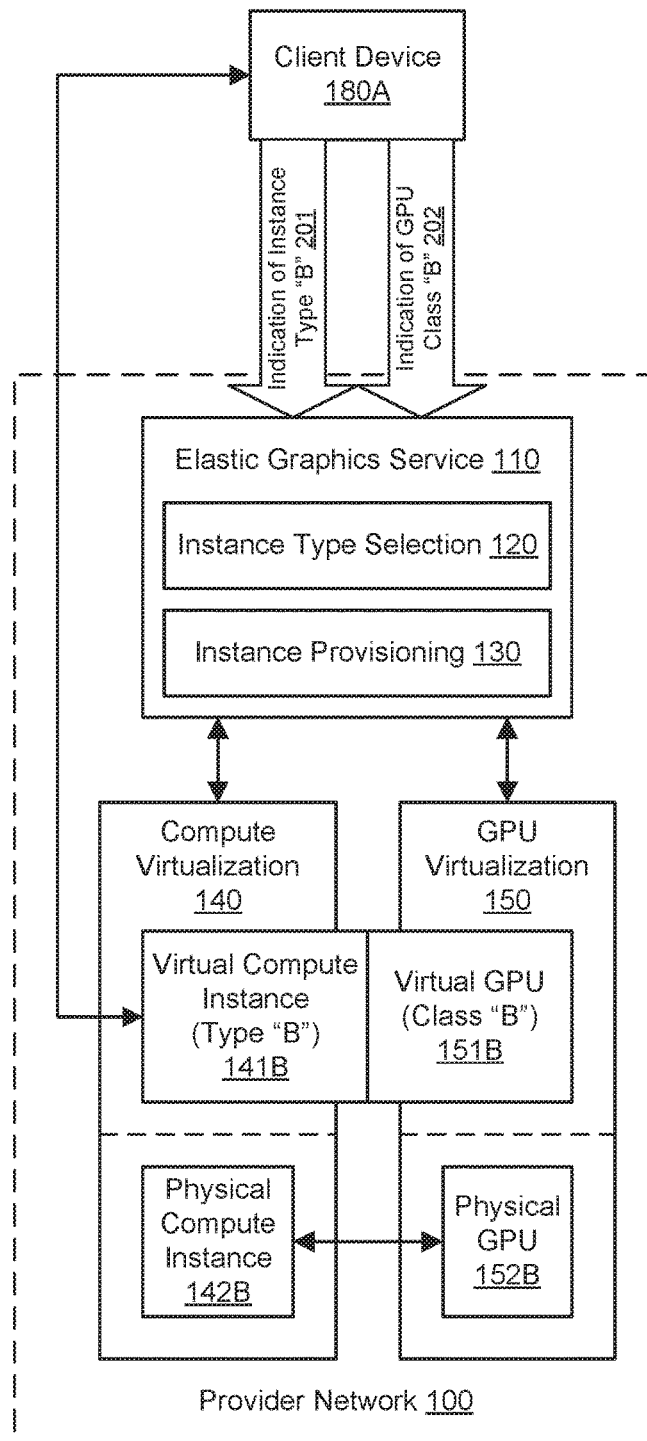 Client Device
180A
Indication of Instance
Type "B" 201
Indication of GPU
Class "B" 202
Elastic Graphics Service 110
Instance Type Selection 120
Instance Provisioning 130
Compute
Virtualization
140
GPU
Virtualization
150
Virtual Compute
Instance
(Type "B")
141B
Virtual GPU
(Class "B")
151B
Physical
Compute
Instance
142B
Physical
GPU
152B
Provider Network 100